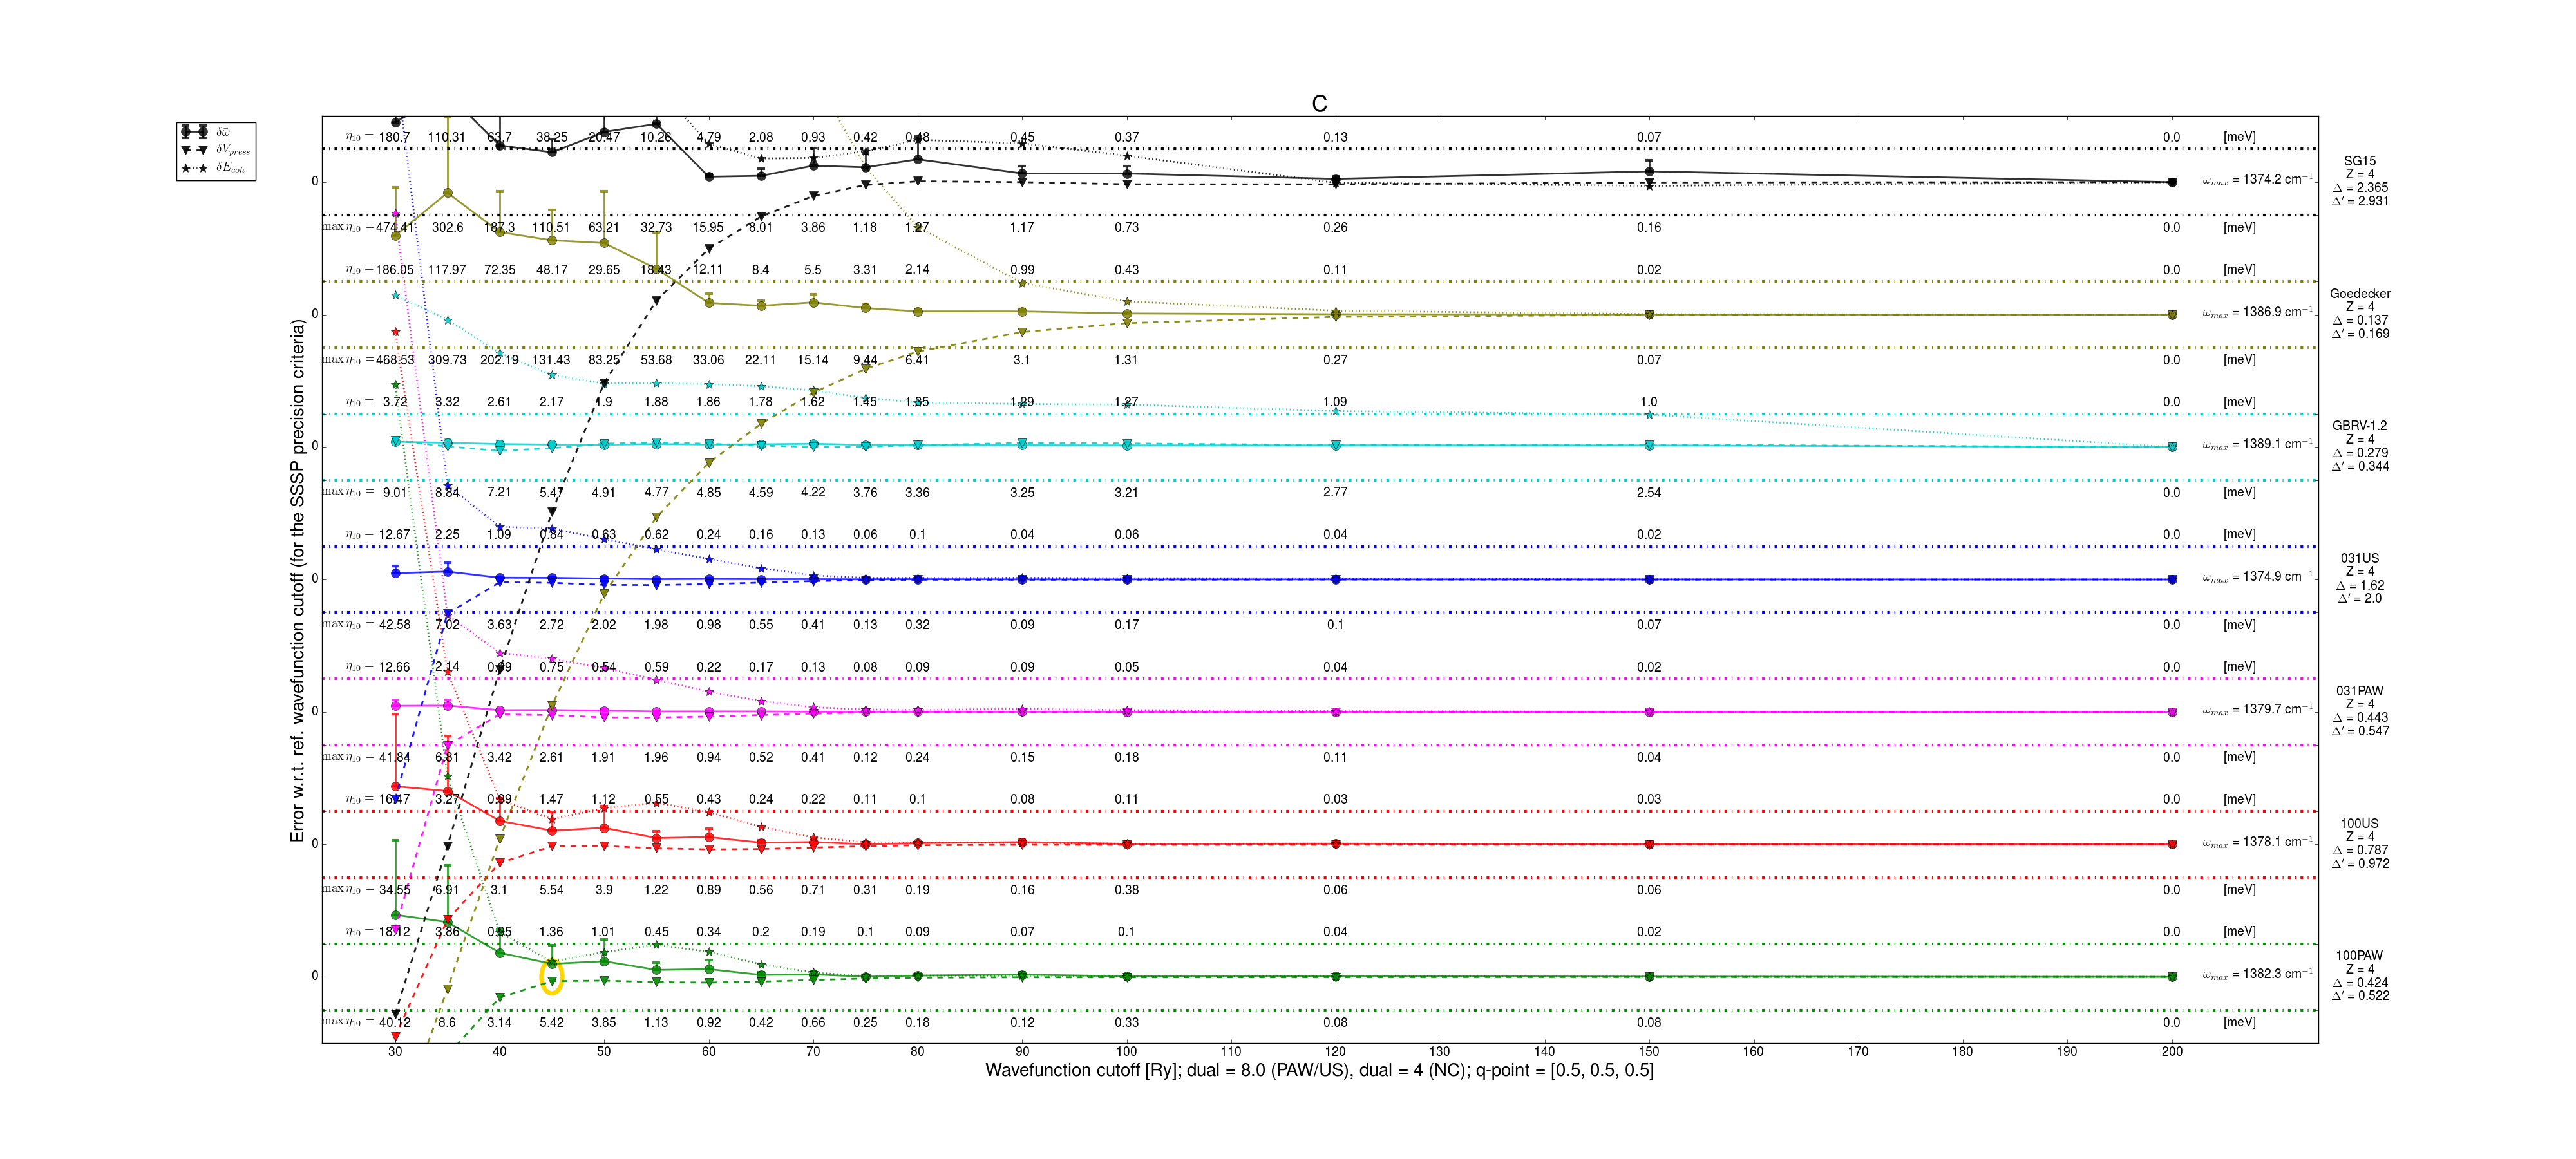 C
δω̄
δV_press
δE_coh
Error w.r.t. ref. wavefunction cutoff (for the SSSP precision criteria)
η₁₀ = 180.7 110.31 63.7 38.25 20.47 10.26 4.79 2.08 0.93 0.42 0.48 0.45 0.37 0.13 0.07 0.0 [meV]
0 ω_max = 1374.2 cm⁻¹
SG15
Z = 4
Δ = 2.365
Δ' = 2.931
max η₁₀ = 474.41 302.6 187.3 110.51 63.21 32.73 15.95 8.01 3.86 1.18 1.27 1.17 0.73 0.26 0.16 0.0 [meV]
η₁₀ = 186.05 117.97 72.35 48.17 29.65 18.43 12.11 8.4 5.5 3.31 2.14 0.99 0.43 0.11 0.02 0.0 [meV]
0 ω_max = 1386.9 cm⁻¹
Goedecker
Z = 4
Δ = 0.137
Δ' = 0.169
max η₁₀ = 468.53 309.73 202.19 131.43 83.25 53.68 33.06 22.11 15.14 9.44 6.41 3.1 1.31 0.27 0.07 0.0 [meV]
η₁₀ = 3.72 3.32 2.61 2.17 1.9 1.88 1.86 1.78 1.62 1.45 1.35 1.29 1.27 1.09 1.0 0.0 [meV]
0 ω_max = 1389.1 cm⁻¹
GBRV-1.2
Z = 4
Δ = 0.279
Δ' = 0.344
max η₁₀ = 9.01 8.84 7.21 5.47 4.91 4.77 4.85 4.59 4.22 3.76 3.36 3.25 3.21 2.77 2.54 0.0 [meV]
η₁₀ = 12.67 2.25 1.09 0.84 0.63 0.62 0.24 0.16 0.13 0.06 0.1 0.04 0.06 0.04 0.02 0.0 [meV]
0 ω_max = 1374.9 cm⁻¹
031US
Z = 4
Δ = 1.62
Δ' = 2.0
max η₁₀ = 42.58 7.02 3.63 2.72 2.02 1.98 0.98 0.55 0.41 0.13 0.32 0.09 0.17 0.1 0.07 0.0 [meV]
η₁₀ = 12.66 2.14 0.99 0.75 0.54 0.59 0.22 0.17 0.13 0.08 0.09 0.09 0.05 0.04 0.02 0.0 [meV]
0 ω_max = 1379.7 cm⁻¹
031PAW
Z = 4
Δ = 0.443
Δ' = 0.547
max η₁₀ = 41.84 6.81 3.42 2.61 1.91 1.96 0.94 0.52 0.41 0.12 0.24 0.15 0.18 0.11 0.04 0.0 [meV]
η₁₀ = 16.47 3.27 0.99 1.47 1.12 0.55 0.43 0.24 0.22 0.11 0.1 0.08 0.11 0.03 0.03 0.0 [meV]
0 ω_max = 1378.1 cm⁻¹
100US
Z = 4
Δ = 0.787
Δ' = 0.972
max η₁₀ = 34.55 6.91 3.1 5.54 3.9 1.22 0.89 0.56 0.71 0.31 0.19 0.16 0.38 0.06 0.06 0.0 [meV]
η₁₀ = 18.12 3.86 0.95 1.36 1.01 0.45 0.34 0.2 0.19 0.1 0.09 0.07 0.1 0.04 0.02 0.0 [meV]
0 ω_max = 1382.3 cm⁻¹
100PAW
Z = 4
Δ = 0.424
Δ' = 0.522
max η₁₀ = 40.12 8.6 3.14 5.42 3.85 1.13 0.92 0.42 0.66 0.25 0.18 0.12 0.33 0.08 0.08 0.0 [meV]
30 40 50 60 70 80 90 100 110 120 130 140 150 160 170 180 190 200
Wavefunction cutoff [Ry]; dual = 8.0 (PAW/US), dual = 4 (NC); q-point = [0.5, 0.5, 0.5]